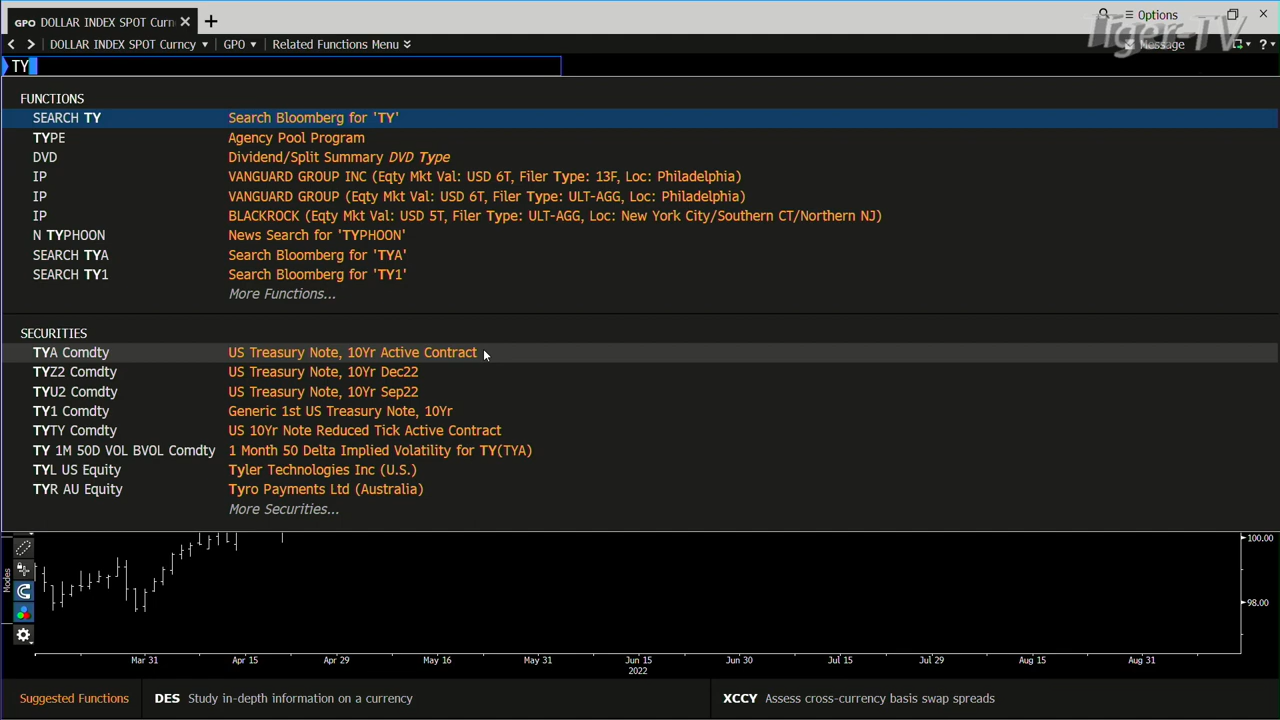 GPO DOLLAR INDEX SPOT Curn
Options
Tiger-TV
DOLLAR INDEX SPOT Curncy
GPO
Related Functions Menu
Message
?
TY
FUNCTIONS
SEARCH TY Search Bloomberg for 'TY'
TYPE Agency Pool Program
DVD Dividend/Split Summary DVD Type
IP VANGUARD GROUP INC (Eqty Mkt Val: USD 6T, Filer Type: 13F, Loc: Philadelphia)
IP VANGUARD GROUP (Eqty Mkt Val: USD 6T, Filer Type: ULT-AGG, Loc: Philadelphia)
IP BLACKROCK (Eqty Mkt Val: USD 5T, Filer Type: ULT-AGG, Loc: New York City/Southern CT/Northern NJ)
N TYPHOON News Search for 'TYPHOON'
SEARCH TYA Search Bloomberg for 'TYA'
SEARCH TY1 Search Bloomberg for 'TY1'
More Functions...
SECURITIES
TYA Comdty US Treasury Note, 10Yr Active Contract
TYZ2 Comdty US Treasury Note, 10Yr Dec22
TYU2 Comdty US Treasury Note, 10Yr Sep22
TY1 Comdty Generic 1st US Treasury Note, 10Yr
TYTY Comdty US 10Yr Note Reduced Tick Active Contract
TY 1M 50D VOL BVOL Comdty 1 Month 50 Delta Implied Volatility for TY(TYA)
TYL US Equity Tyler Technologies Inc (U.S.)
TYR AU Equity Tyro Payments Ltd (Australia)
More Securities...
100.00
Modes
98.00
Mar 31 Apr 15 Apr 29 May 16 May 31 Jun 15 Jun 30 Jul 15 Jul 29 Aug 15 Aug 31
2022
Suggested Functions DES Study in-depth information on a currency XCCY Assess cross-currency basis swap spreads